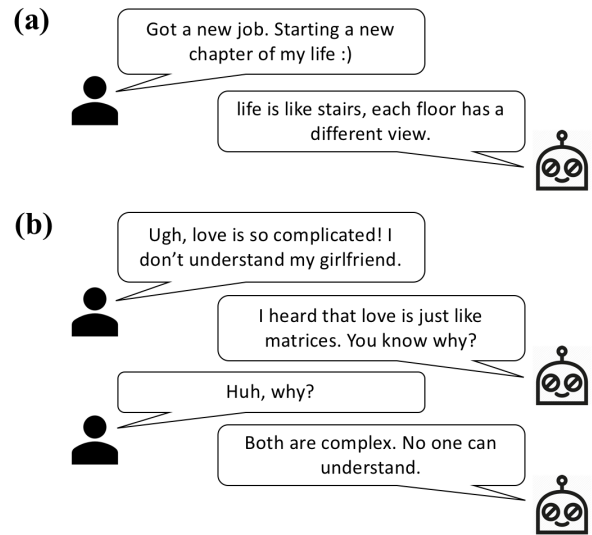 (a)
Got a new job. Starting a new
chapter of my life :)
life is like stairs, each floor has a
different view.
(b)
Ugh, love is so complicated! I
don’t understand my girlfriend.
I heard that love is just like
matrices. You know why?
Huh, why?
Both are complex. No one can
understand.